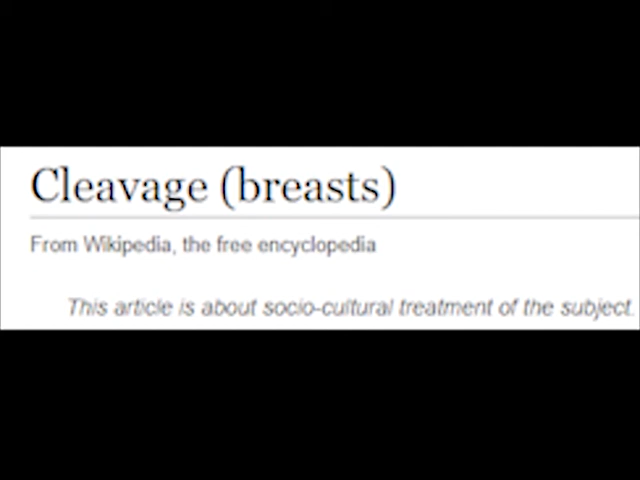 Cleavage (breasts)
From Wikipedia, the free encyclopedia
This article is about socio-cultural treatment of the subject.